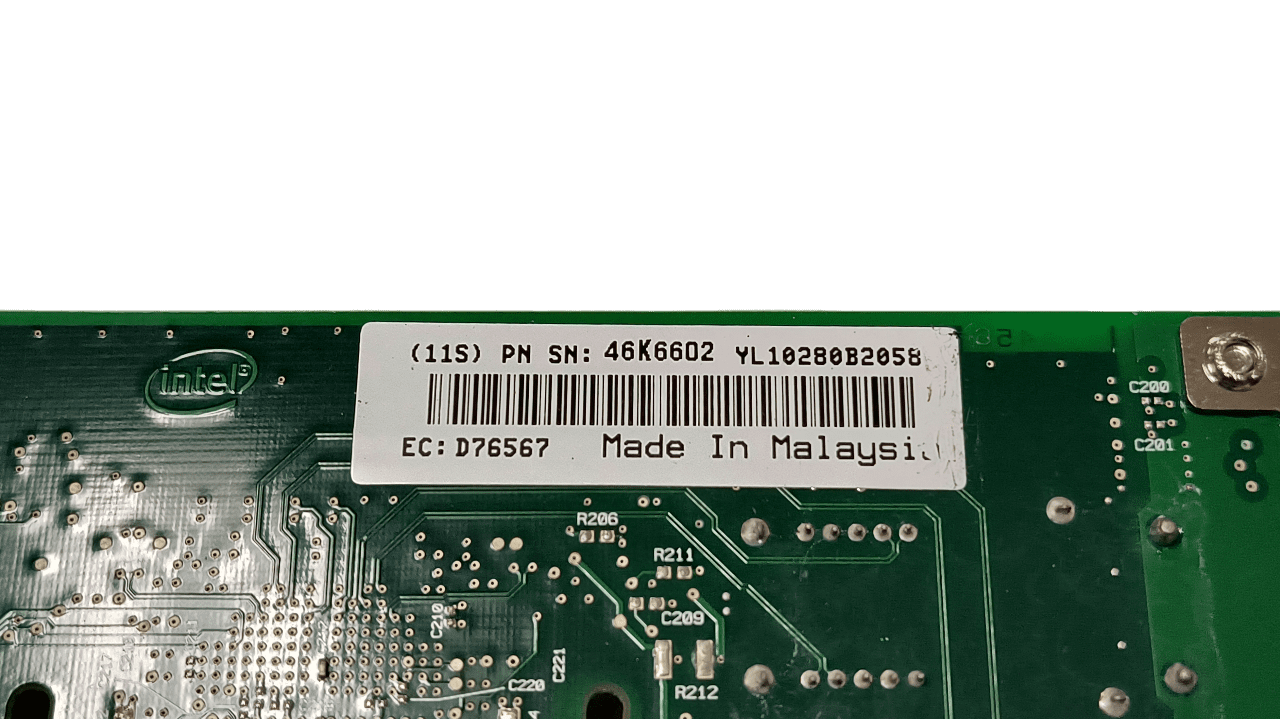 (11S) PN SN: 46K6602 YL10280B2058
EC: D76567 Made In Malaysi
intel
C200
C201
R206
R211
C210
C209
C221
C220
R212